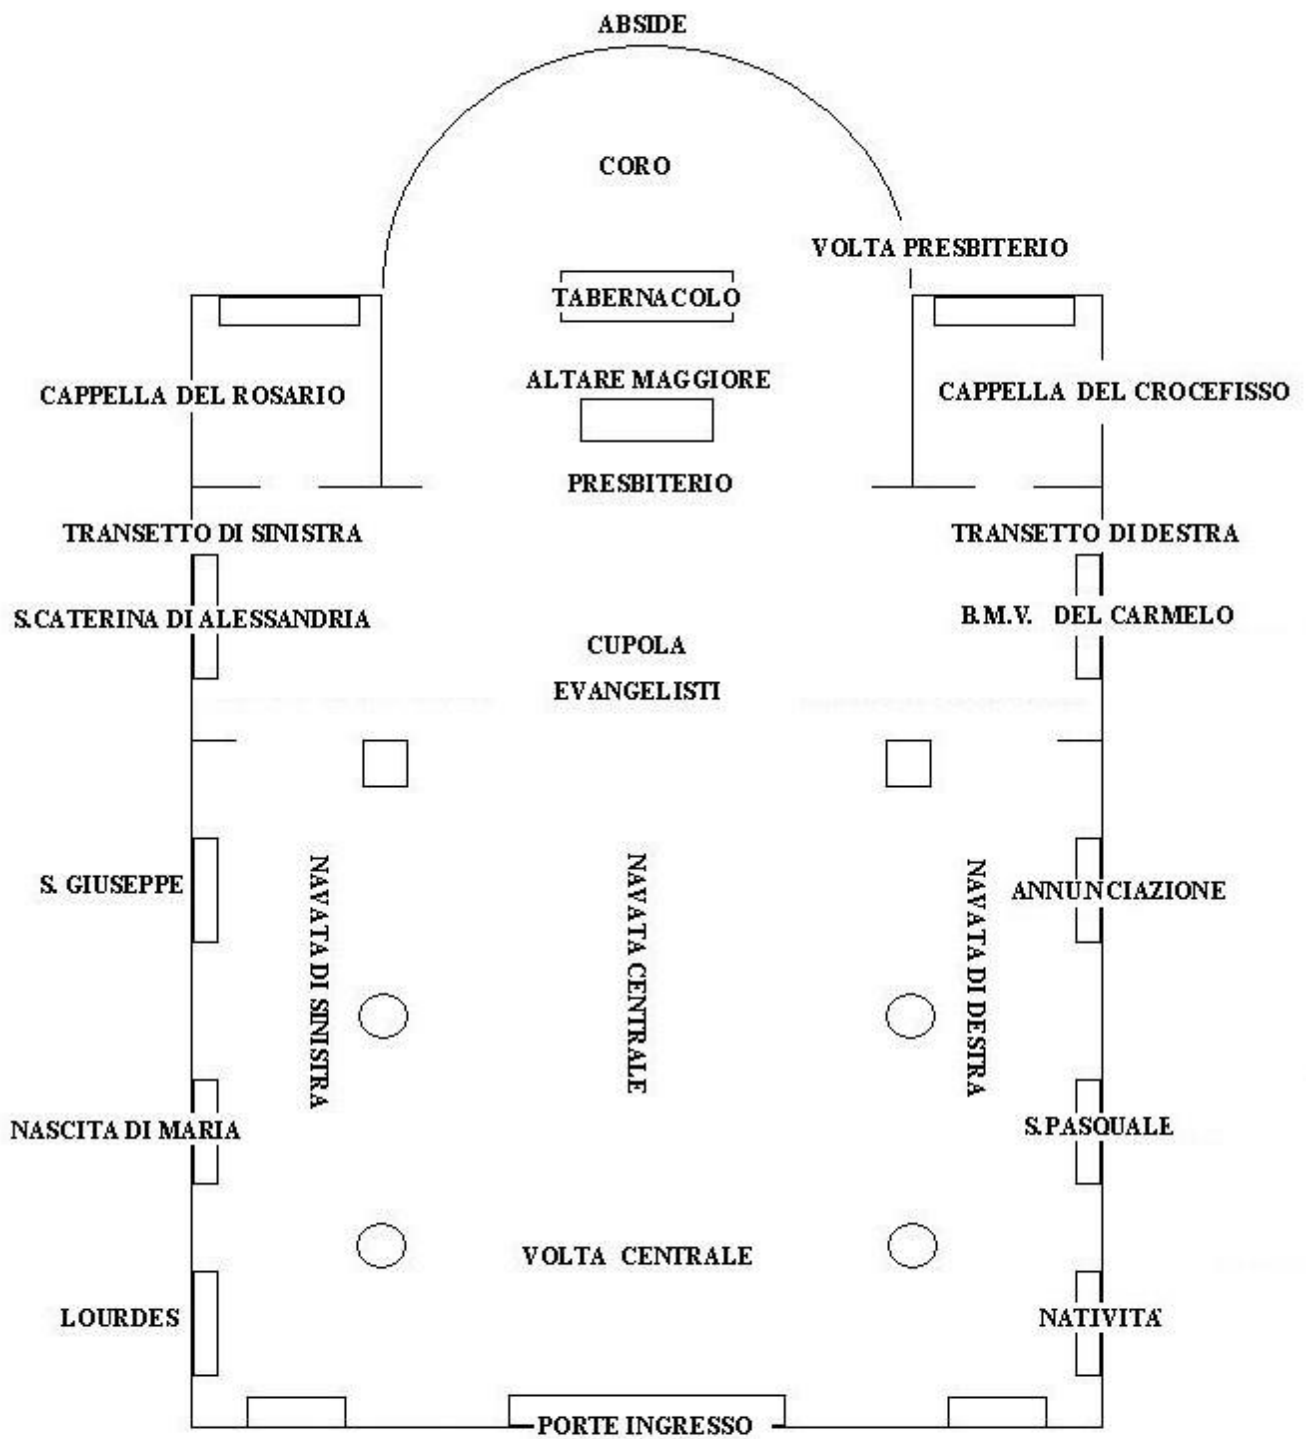 ABSIDE
CORO
VOLTA PRESBITERIO
TABERNACOLO
ALTARE MAGGIORE
CAPPELLA DEL ROSARIO
CAPPELLA DEL CROCEFISSO
PRESBITERIO
TRANSETTO DI SINISTRA
TRANSETTO DI DESTRA
S.CATERINA DI ALESSANDRIA
B.M.V. DEL CARMELO
CUPOLA
EVANGELISTI
S. GIUSEPPE
NAVATA DI SINISTRA
NAVATA CENTRALE
NAVATA DI DESTRA
ANNUNCIAZIONE
NASCITA DI MARIA
S.PASQUALE
VOLTA CENTRALE
LOURDES
NATIVITA'
PORTE INGRESSO